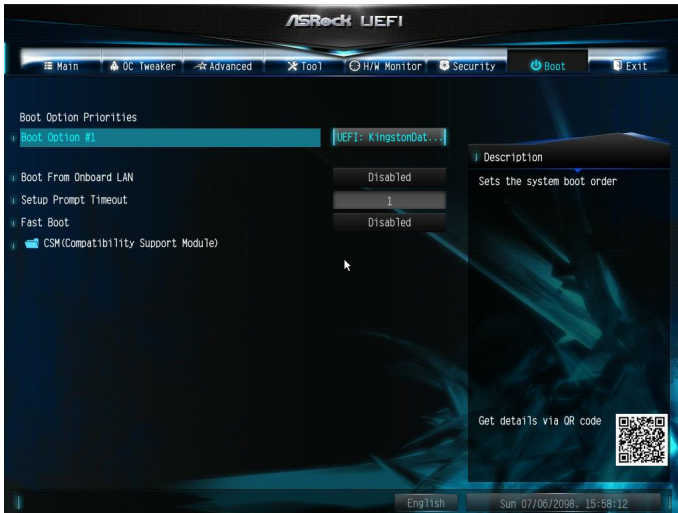 ASRock UEFI
Main OC Tweaker Advanced Tool H/W Monitor Security Boot Exit
Boot Option Priorities
Boot Option #1 UEFI: KingstonDat...
Description
Sets the system boot order
Boot From Onboard LAN Disabled
Setup Prompt Timeout 1
Fast Boot Disabled
CSM(Compatibility Support Module)
Get details via QR code
English Sun 07/06/2098. 15:58:12